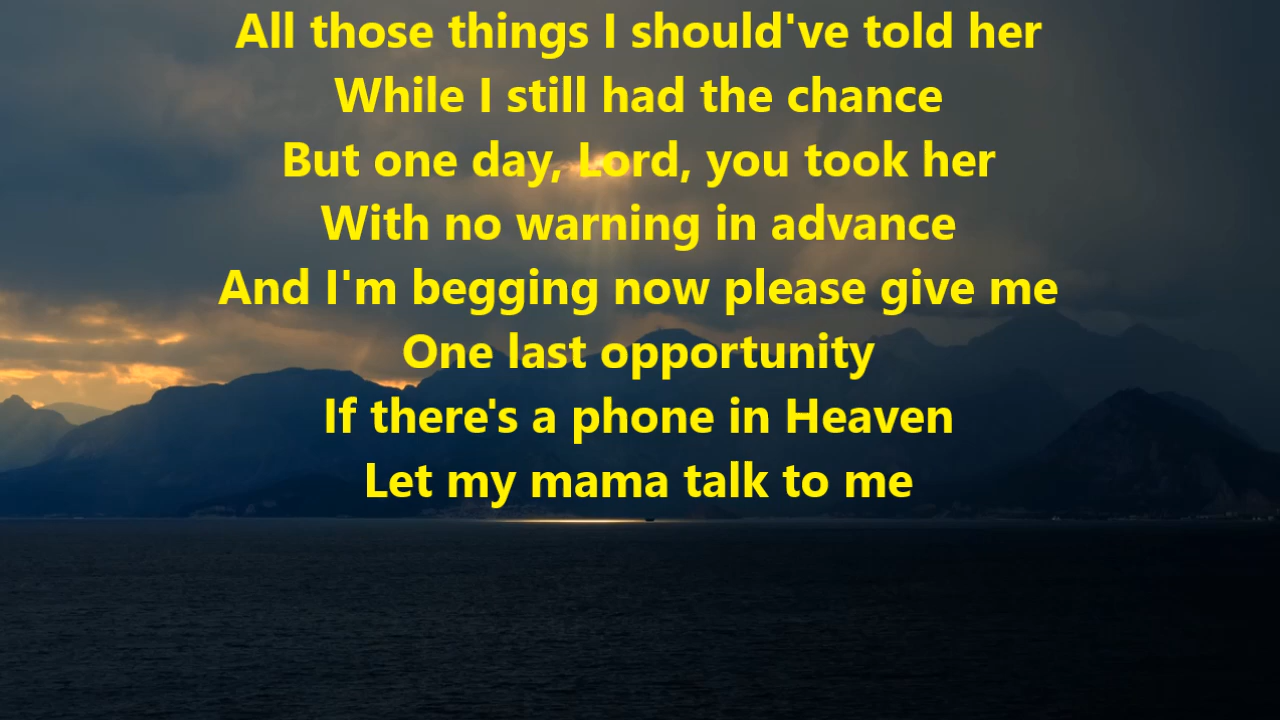 All those things I should've told her
While I still had the chance
But one day, Lord, you took her
With no warning in advance
And I'm begging now please give me
One last opportunity
If there's a phone in Heaven
Let my mama talk to me